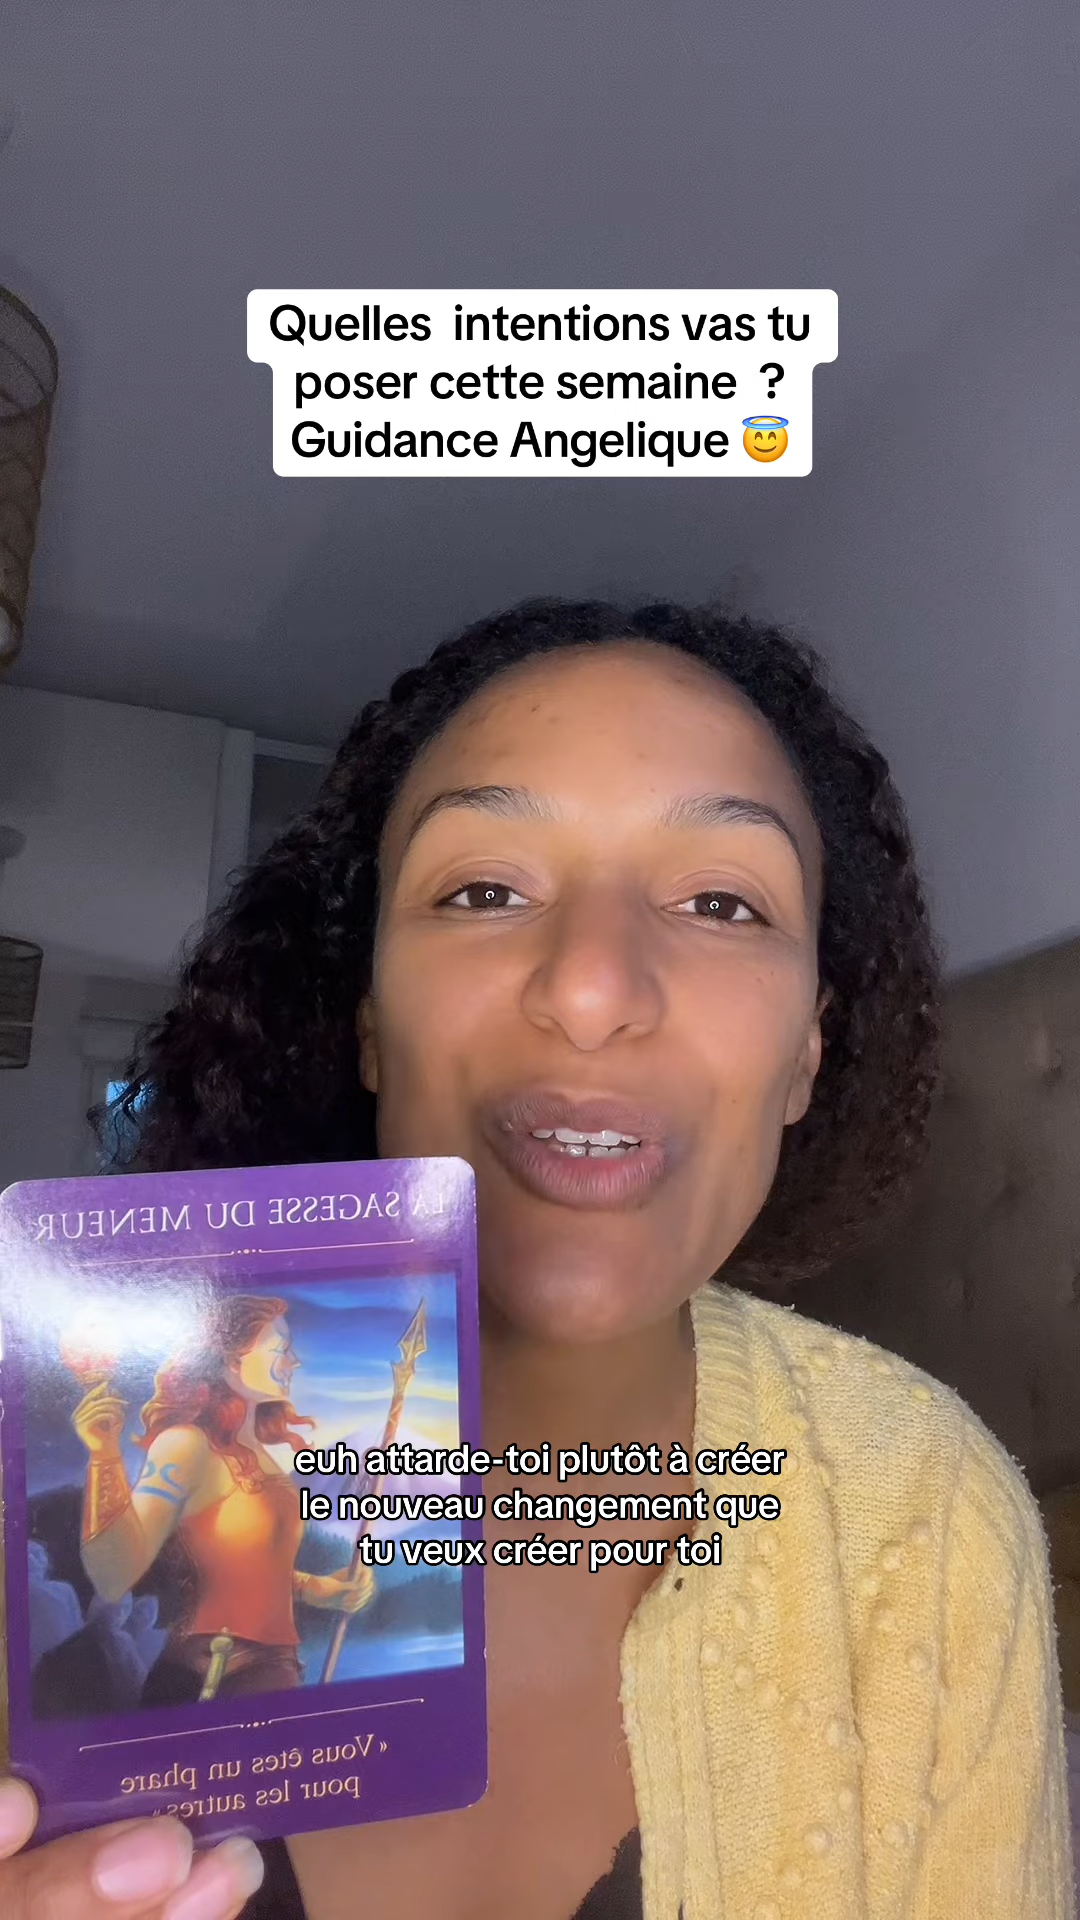 Quelles  intentions vas tu
poser cette semaine  ?
Guidance Angelique 😇
LA SAGESSE DU MENEUR
euh attarde-toi plutôt à créer
le nouveau changement que
tu veux créer pour toi
«Vous êtes un phare
pour les autres»